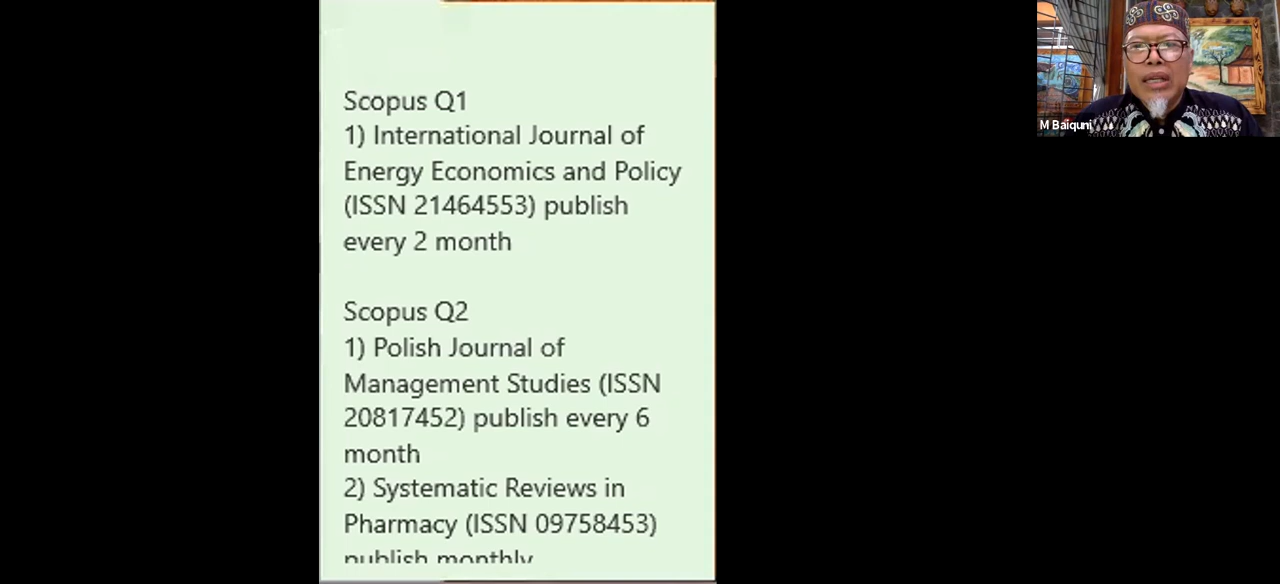 Scopus Q1
1) International Journal of
Energy Economics and Policy
(ISSN 21464553) publish
every 2 month
Scopus Q2
1) Polish Journal of
Management Studies (ISSN
20817452) publish every 6
month
2) Systematic Reviews in
Pharmacy (ISSN 09758453)
publish monthly
M Baiquni